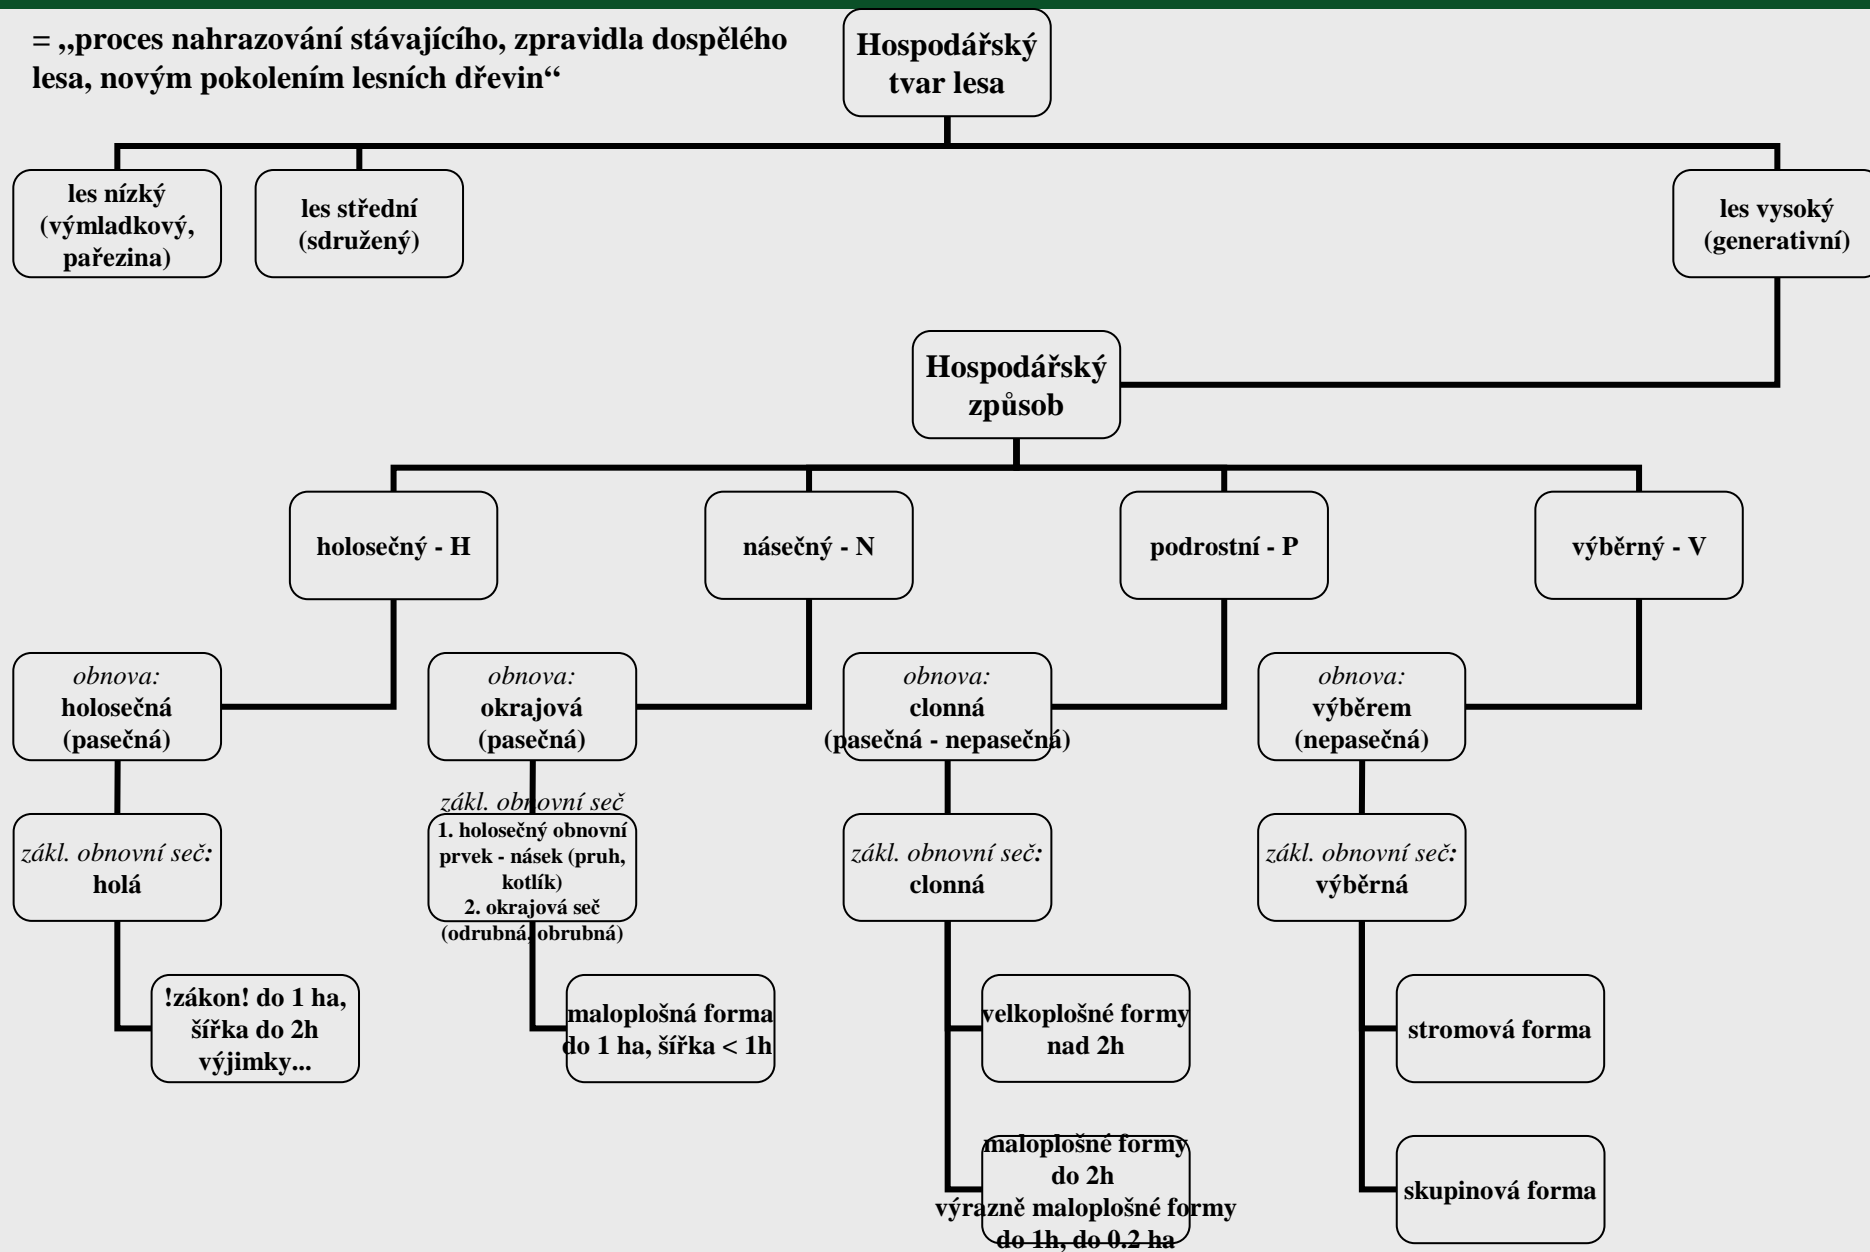 = „proces nahrazování stávajícího, zpravidla dospělého
lesa, novým pokolením lesních dřevin“
Hospodářský
tvar lesa
les nízký
(výmladkový,
pařezina)
les střední
(sdružený)
les vysoký
(generativní)
Hospodářský
způsob
holosečný - H
násečný - N
podrostní - P
výběrný - V
obnova:
holosečná
(pasečná)
obnova:
okrajová
(pasečná)
obnova:
clonná
(pasečná - nepasečná)
obnova:
výběrem
(nepasečná)
zákl. obnovní seč:
holá
zákl. obnovní seč
1. holosečný obnovní
prvek - násek (pruh,
kotlík)
2. okrajová seč
(odrubná, obrubná)
zákl. obnovní seč:
clonná
zákl. obnovní seč:
výběrná
!zákon! do 1 ha,
šířka do 2h
výjimky...
maloplošná forma
do 1 ha, šířka < 1h
velkoplošné formy
nad 2h
stromová forma
maloplošné formy
do 2h
výrazně maloplošné formy
do 1h, do 0.2 ha
skupinová forma